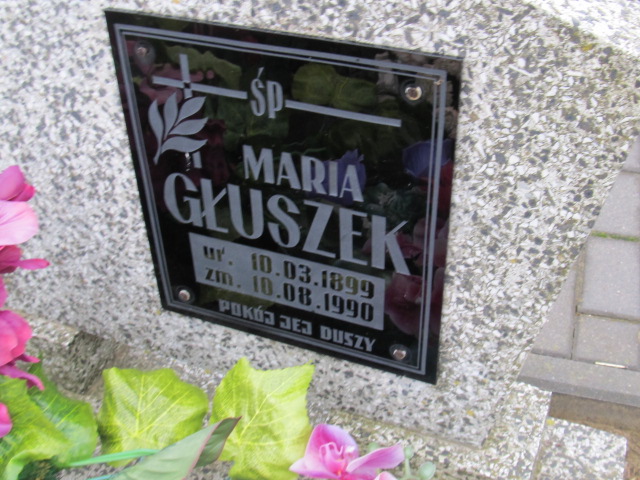 ŚP
MARIA
GŁUSZEK
ur. 10.03.1899
zm. 10.08.1990
POKÓJ JEJ DUSZY